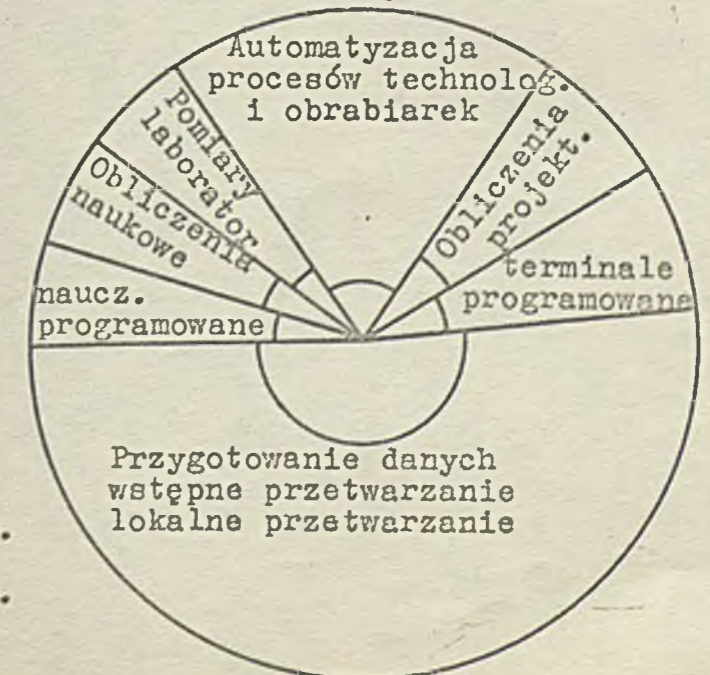 Automatyzacja
procesów technolog.
i obrabiarek
Pomiary
laborator
Obliczenia
naukowe
naucz.
programowane
Obliczenia
projekt.
terminale
programowane
Przygotowanie danych
wstępne przetwarzanie
lokalne przetwarzanie